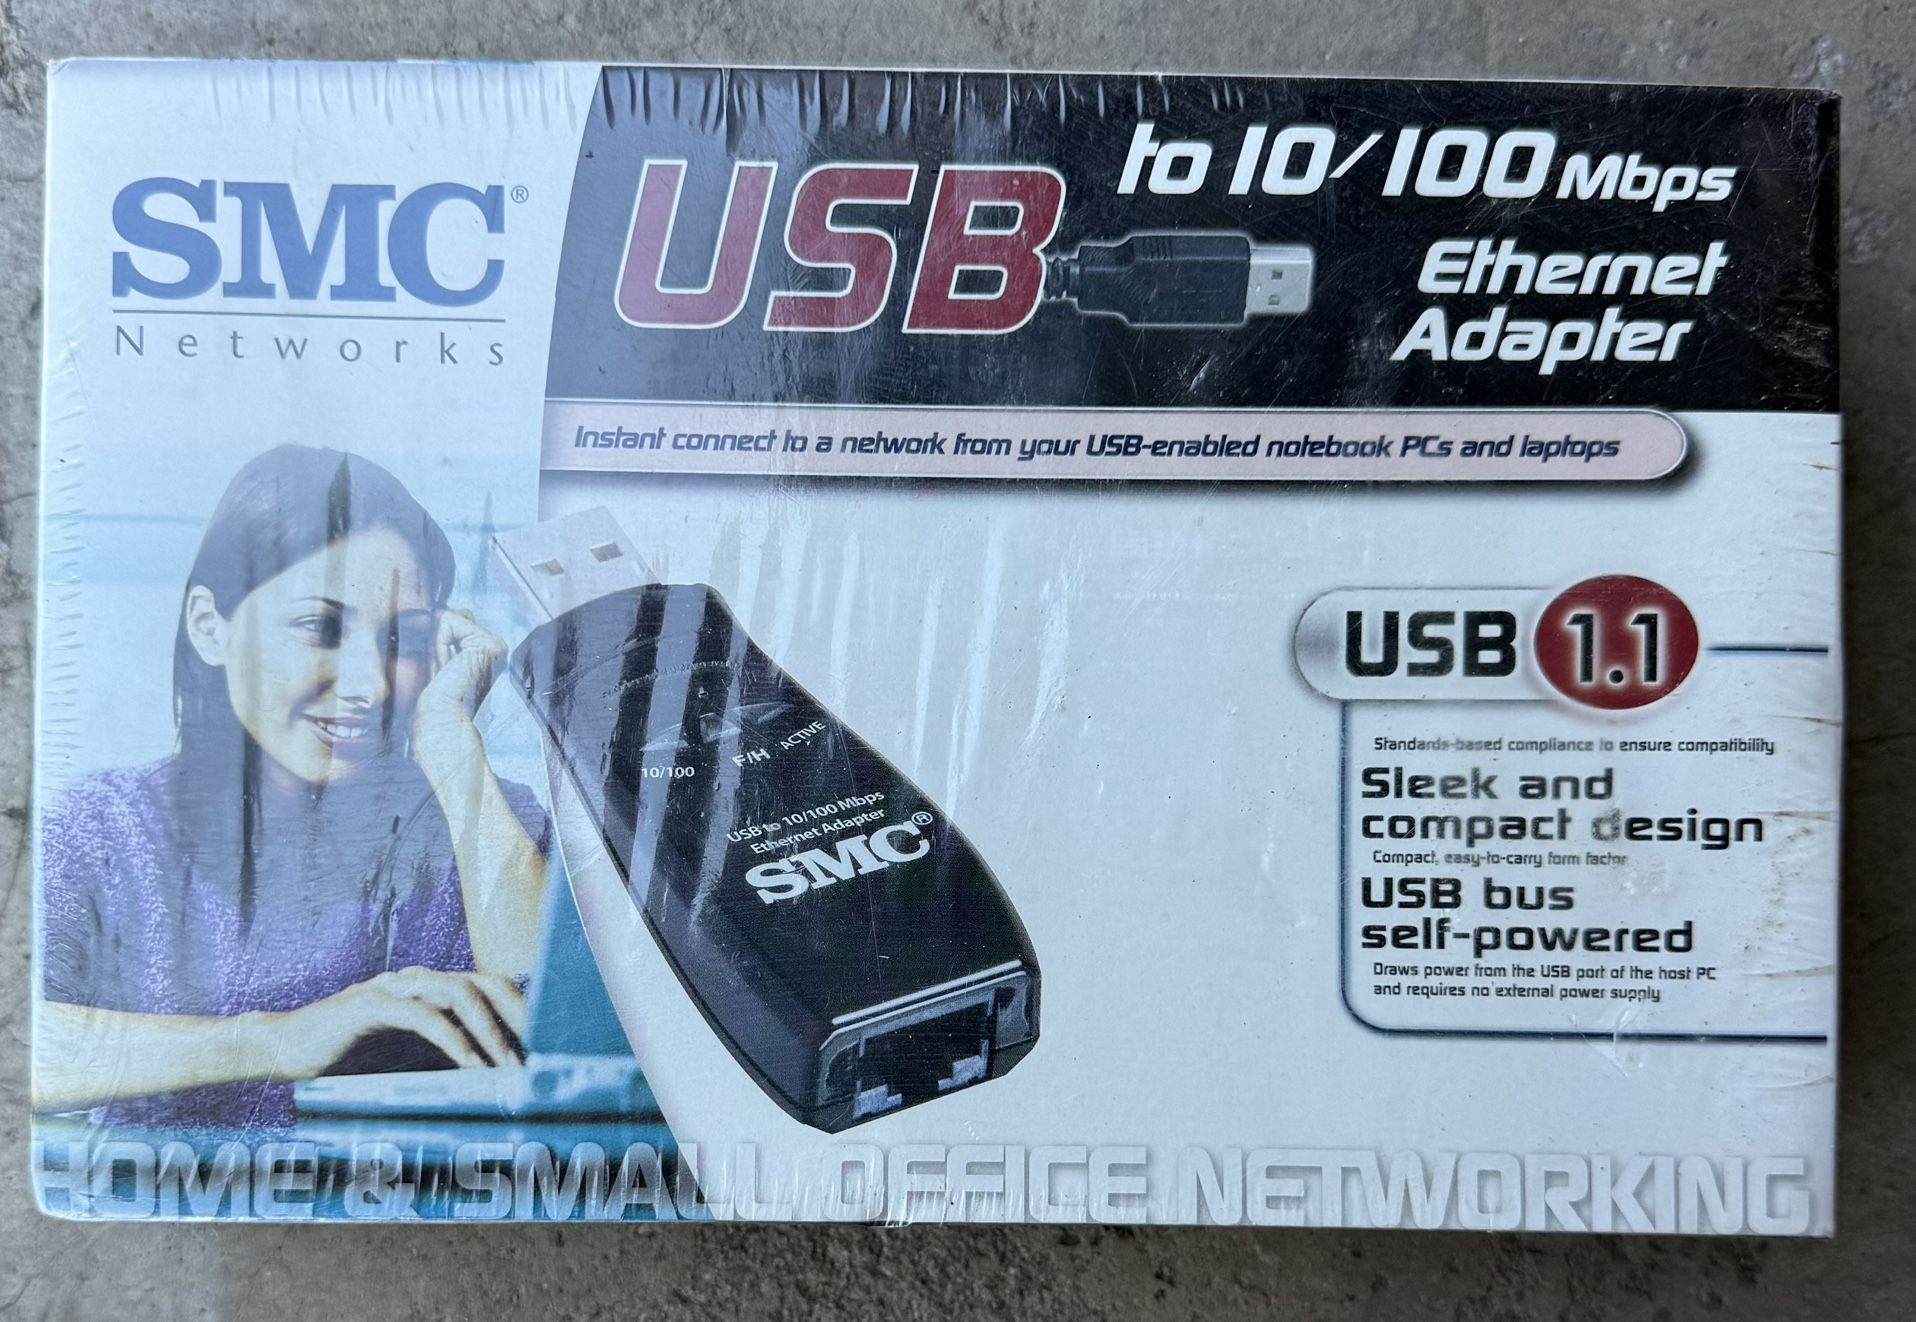 SMC®
Networks
USB to 10/100 Mbps
Ethernet
Adapter
Instant connect to a network from your USB-enabled notebook PCs and laptops
USB 1.1
Standards-based compliance to ensure compatibility
Sleek and
compact design
Compact, easy-to-carry form factor
USB bus
self-powered
Draws power from the USB port of the host PC
and requires no external power supply
10/100 F/H ACTIVE
USB to 10/100 Mbps
Ethernet Adapter
SMC®
HOME & SMALL OFFICE NETWORKING